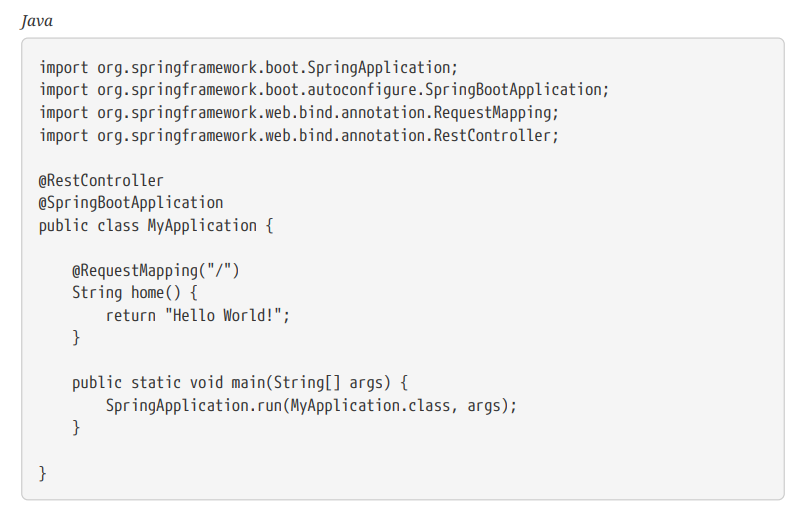 Java
import org.springframework.boot.SpringApplication;
import org.springframework.boot.autoconfigure.SpringBootApplication;
import org.springframework.web.bind.annotation.RequestMapping;
import org.springframework.web.bind.annotation.RestController;

@RestController
@SpringBootApplication
public class MyApplication {

    @RequestMapping("/")
    String home() {
        return "Hello World!";
    }

    public static void main(String[] args) {
        SpringApplication.run(MyApplication.class, args);
    }

}